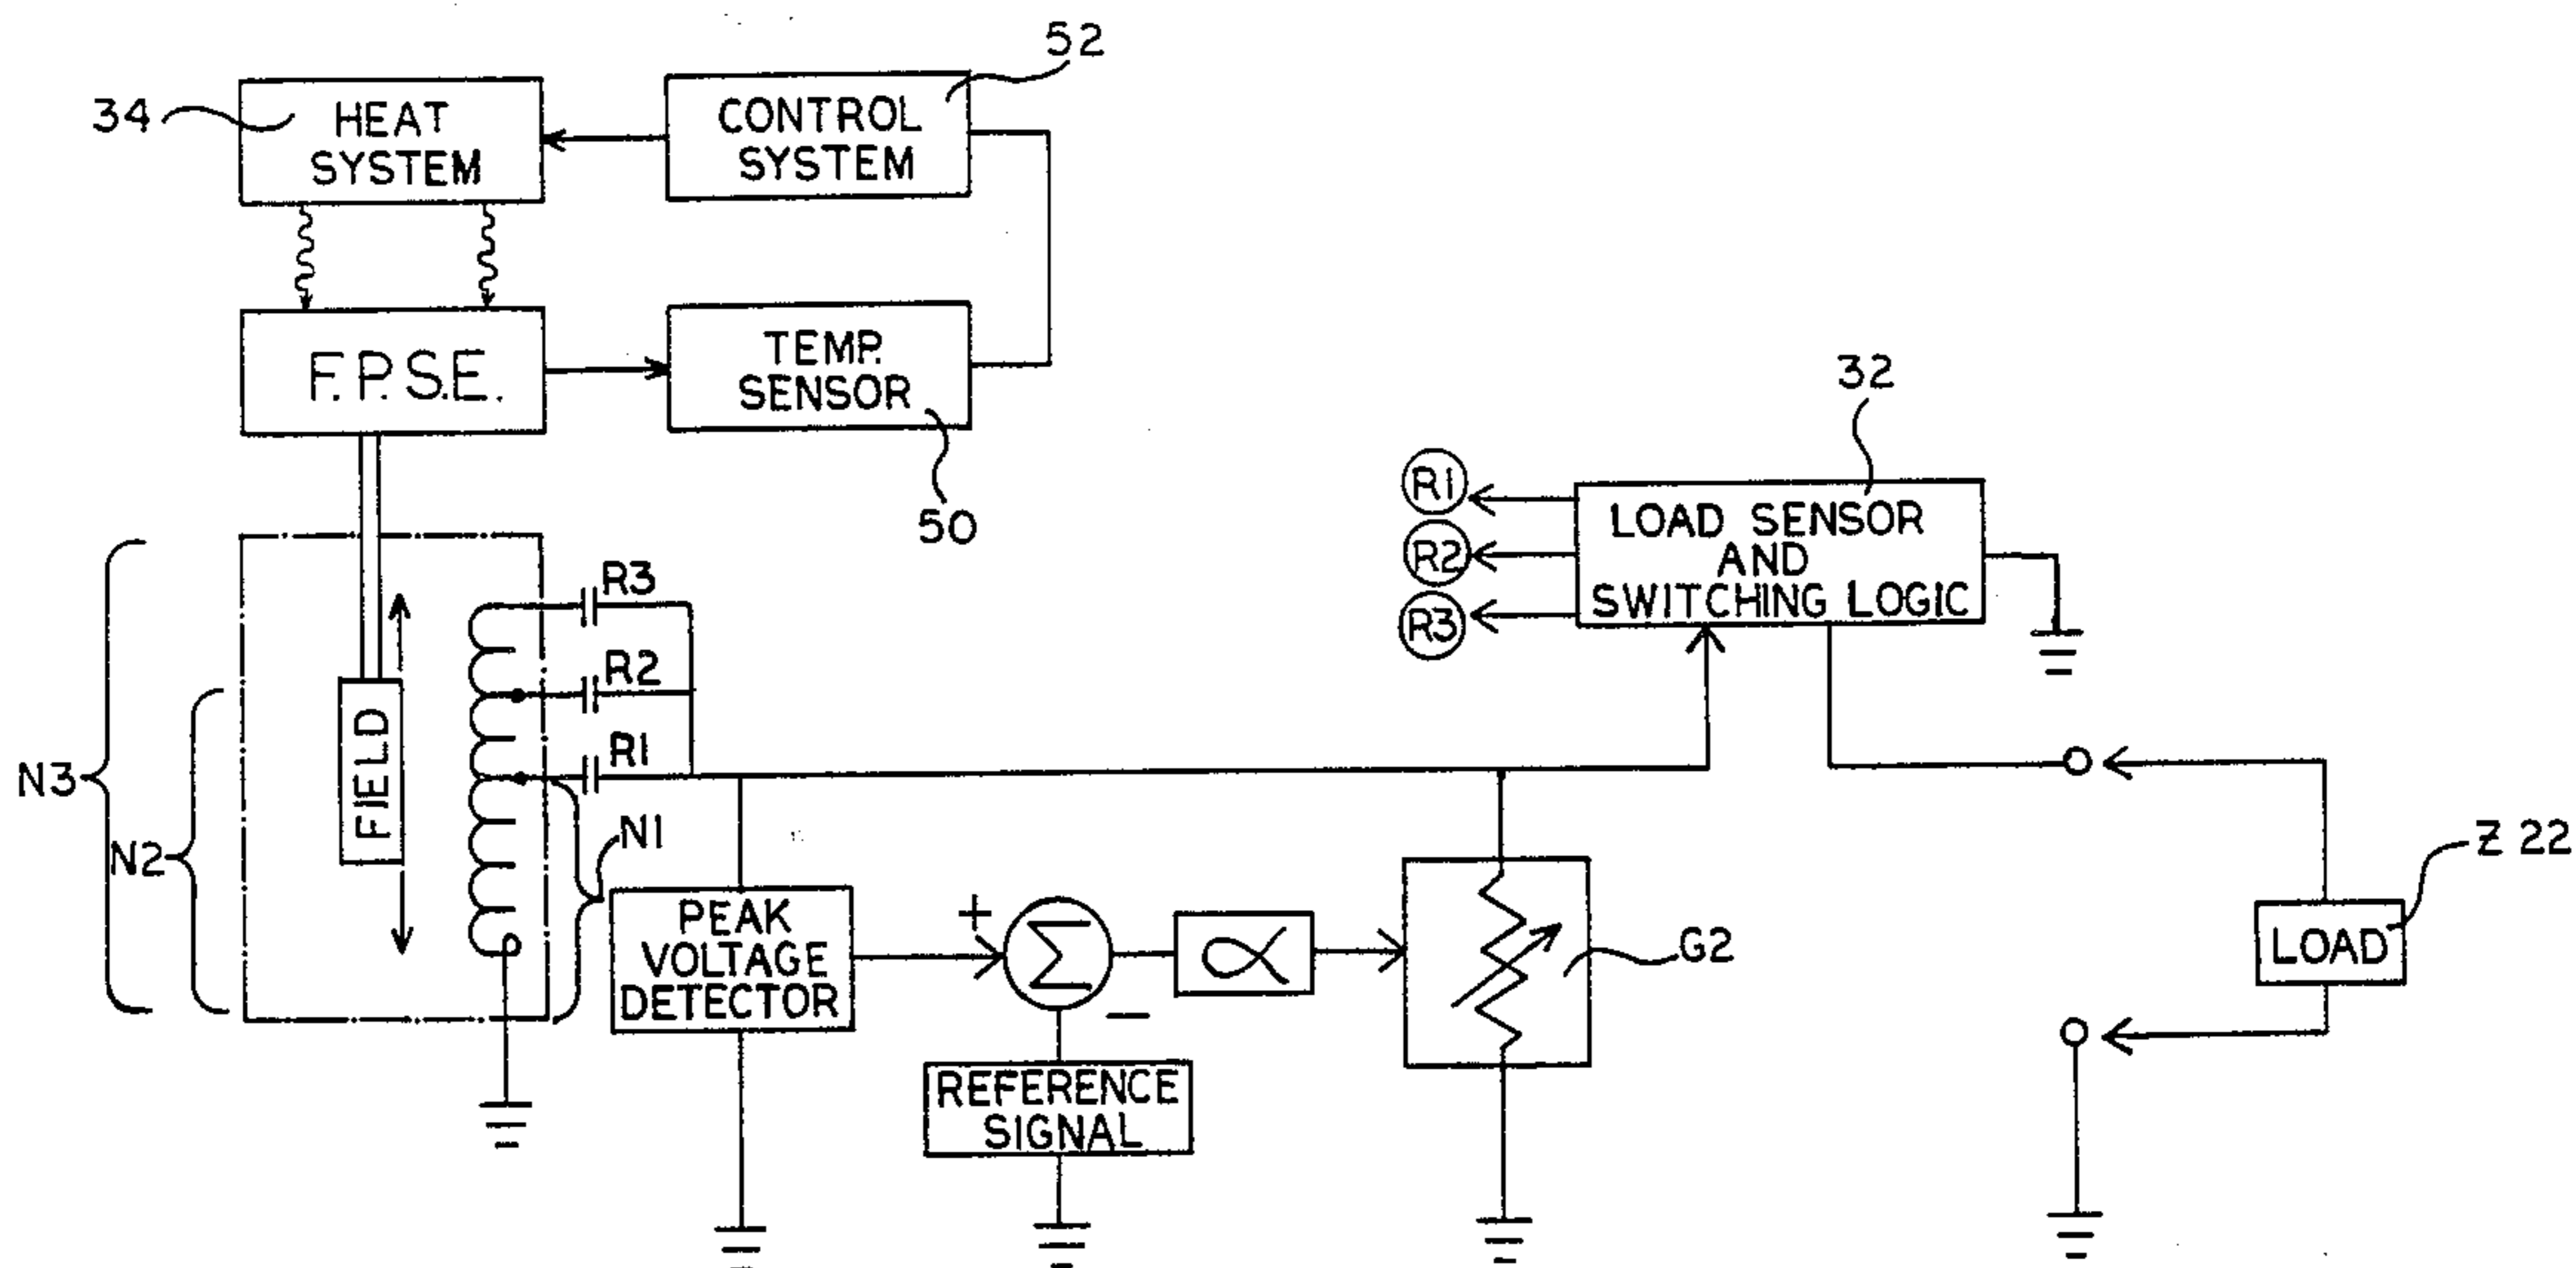 52
34
HEAT
SYSTEM
CONTROL
SYSTEM
F.P.S.E.
TEMP.
SENSOR
50
32
R1
R2
R3
LOAD SENSOR
AND
SWITCHING LOGIC
R3
R2
R1
N3
N2
FIELD
N1
PEAK
VOLTAGE
DETECTOR
+
Σ
−
α
G2
REFERENCE
SIGNAL
Z 22
LOAD